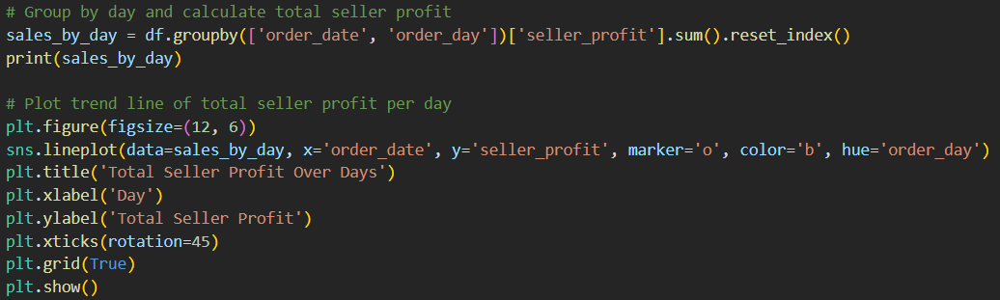 # Group by day and calculate total seller profit
sales_by_day = df.groupby(['order_date', 'order_day'])['seller_profit'].sum().reset_index()
print(sales_by_day)
# Plot trend line of total seller profit per day
plt.figure(figsize=(12, 6))
sns.lineplot(data=sales_by_day, x='order_date', y='seller_profit', marker='o', color='b', hue='order_day')
plt.title('Total Seller Profit Over Days')
plt.xlabel('Day')
plt.ylabel('Total Seller Profit')
plt.xticks(rotation=45)
plt.grid(True)
plt.show()